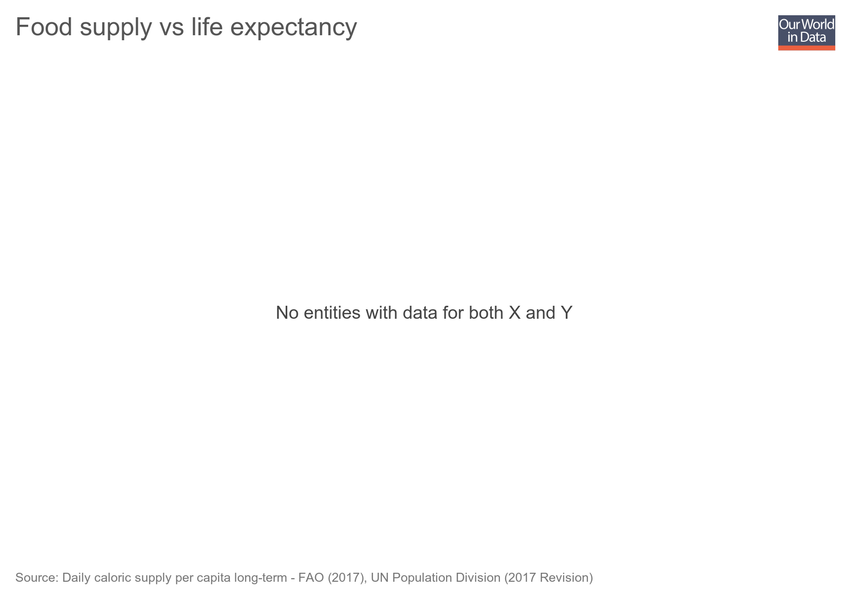 Food supply vs life expectancy
Our World
in Data
No entities with data for both X and Y
Source: Daily caloric supply per capita long-term - FAO (2017), UN Population Division (2017 Revision)